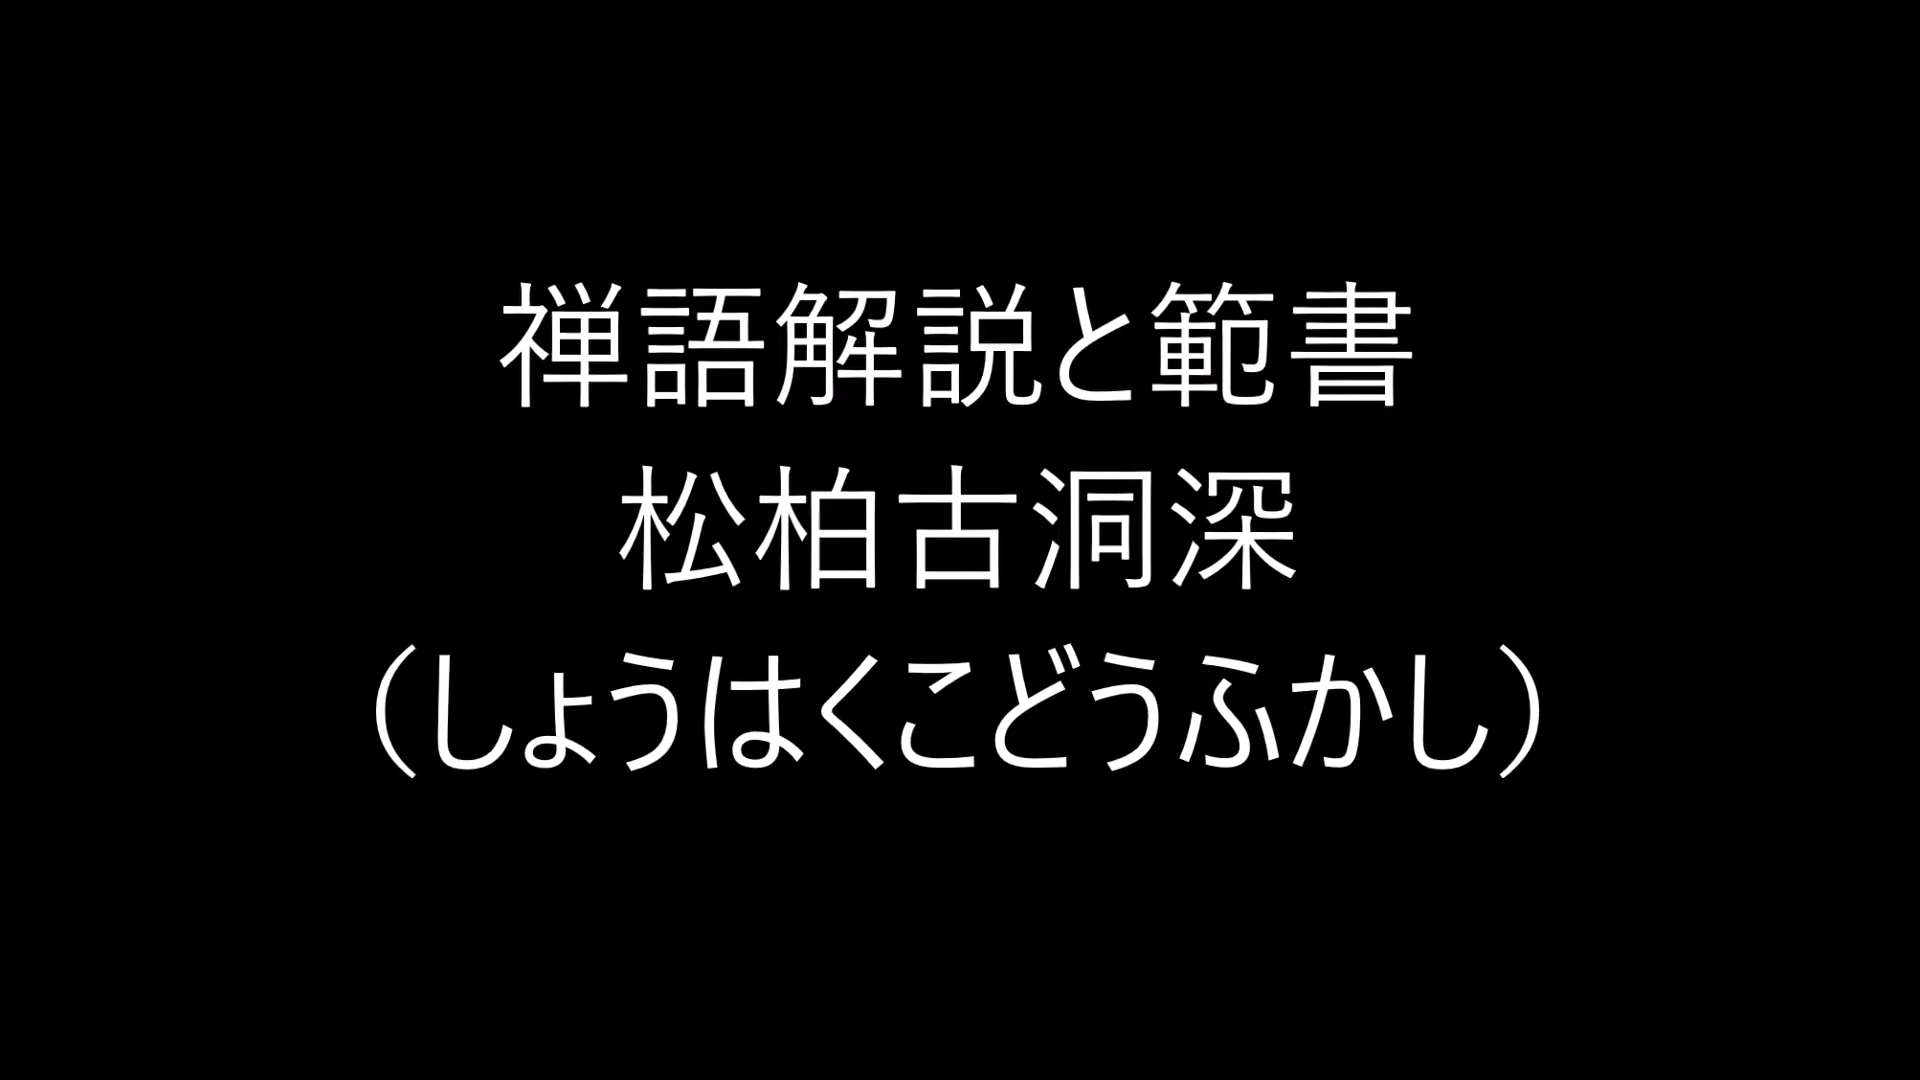 禅語解説と範書
松柏古洞深
（しょうはくこどうふかし）